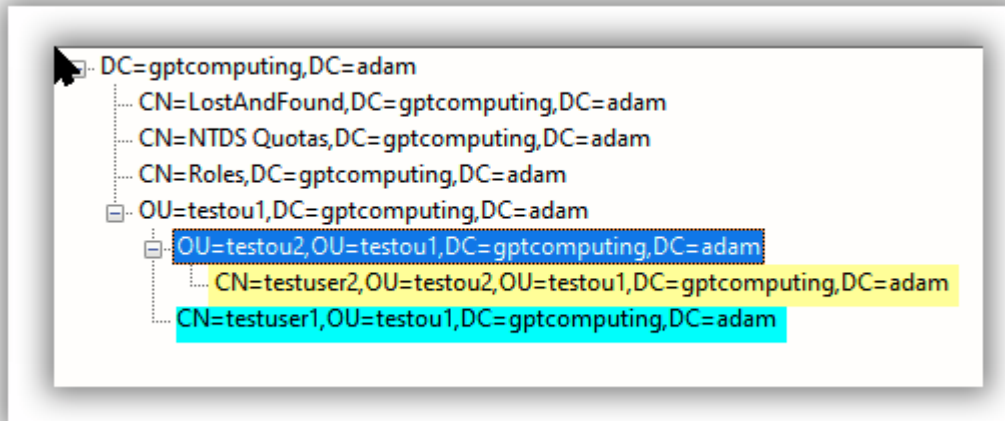 DC=gptcomputing,DC=adam
CN=LostAndFound,DC=gptcomputing,DC=adam
CN=NTDS Quotas,DC=gptcomputing,DC=adam
CN=Roles,DC=gptcomputing,DC=adam
OU=testou1,DC=gptcomputing,DC=adam
OU=testou2,OU=testou1,DC=gptcomputing,DC=adam
CN=testuser2,OU=testou2,OU=testou1,DC=gptcomputing,DC=adam
CN=testuser1,OU=testou1,DC=gptcomputing,DC=adam